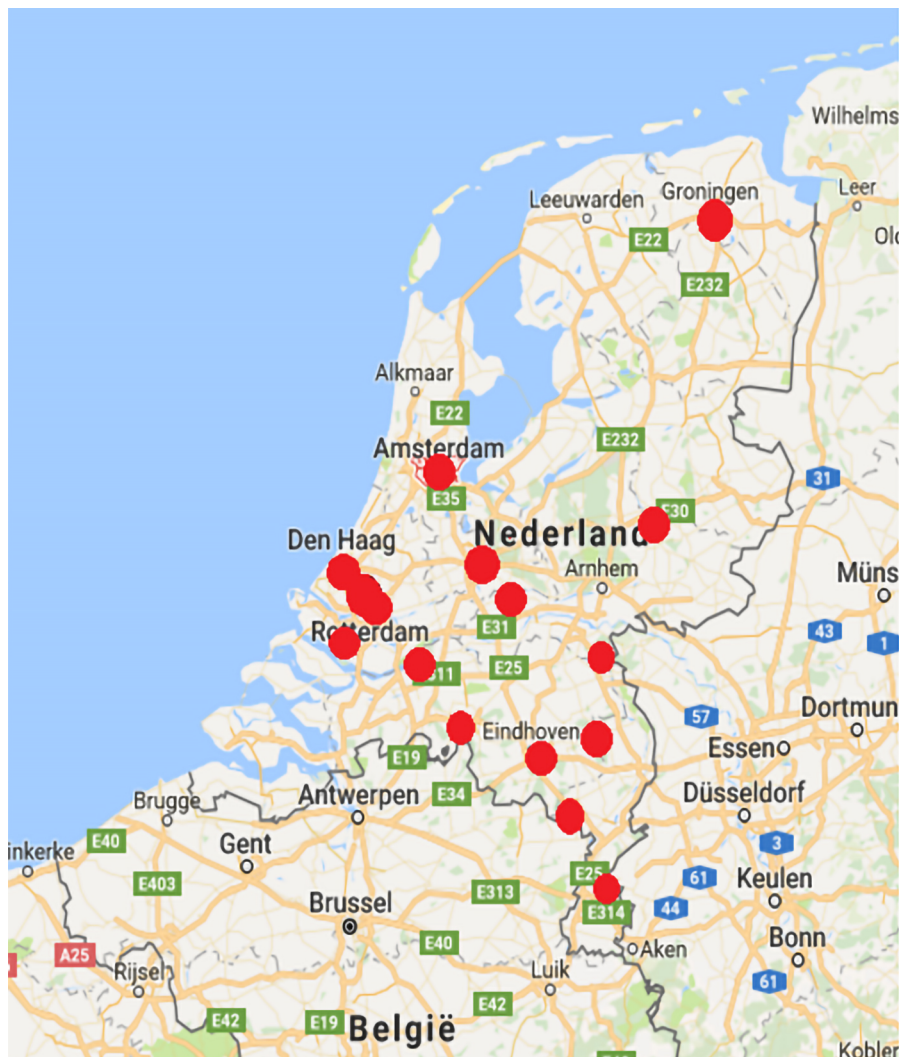 Wilhelms
Groningen
Leer
Leeuwarden
E22
Old
E232
Alkmaar
E22
E232
Amsterdam
31
E35
E30
Nederland
Den Haag
Arnhem
Müns
E31
43
1
Rotterdam
E25
57
Dortmun
Eindhoven
Essen
E19
E34
Antwerpen
Düsseldorf
Brugge
E40
Gent
3
inkerke
E403
E25
61
Keulen
E313
Brussel
E314
44
E40
Bonn
A25
Aken
Rijsel
Luik
61
E42
E19
België
E42
Koblen